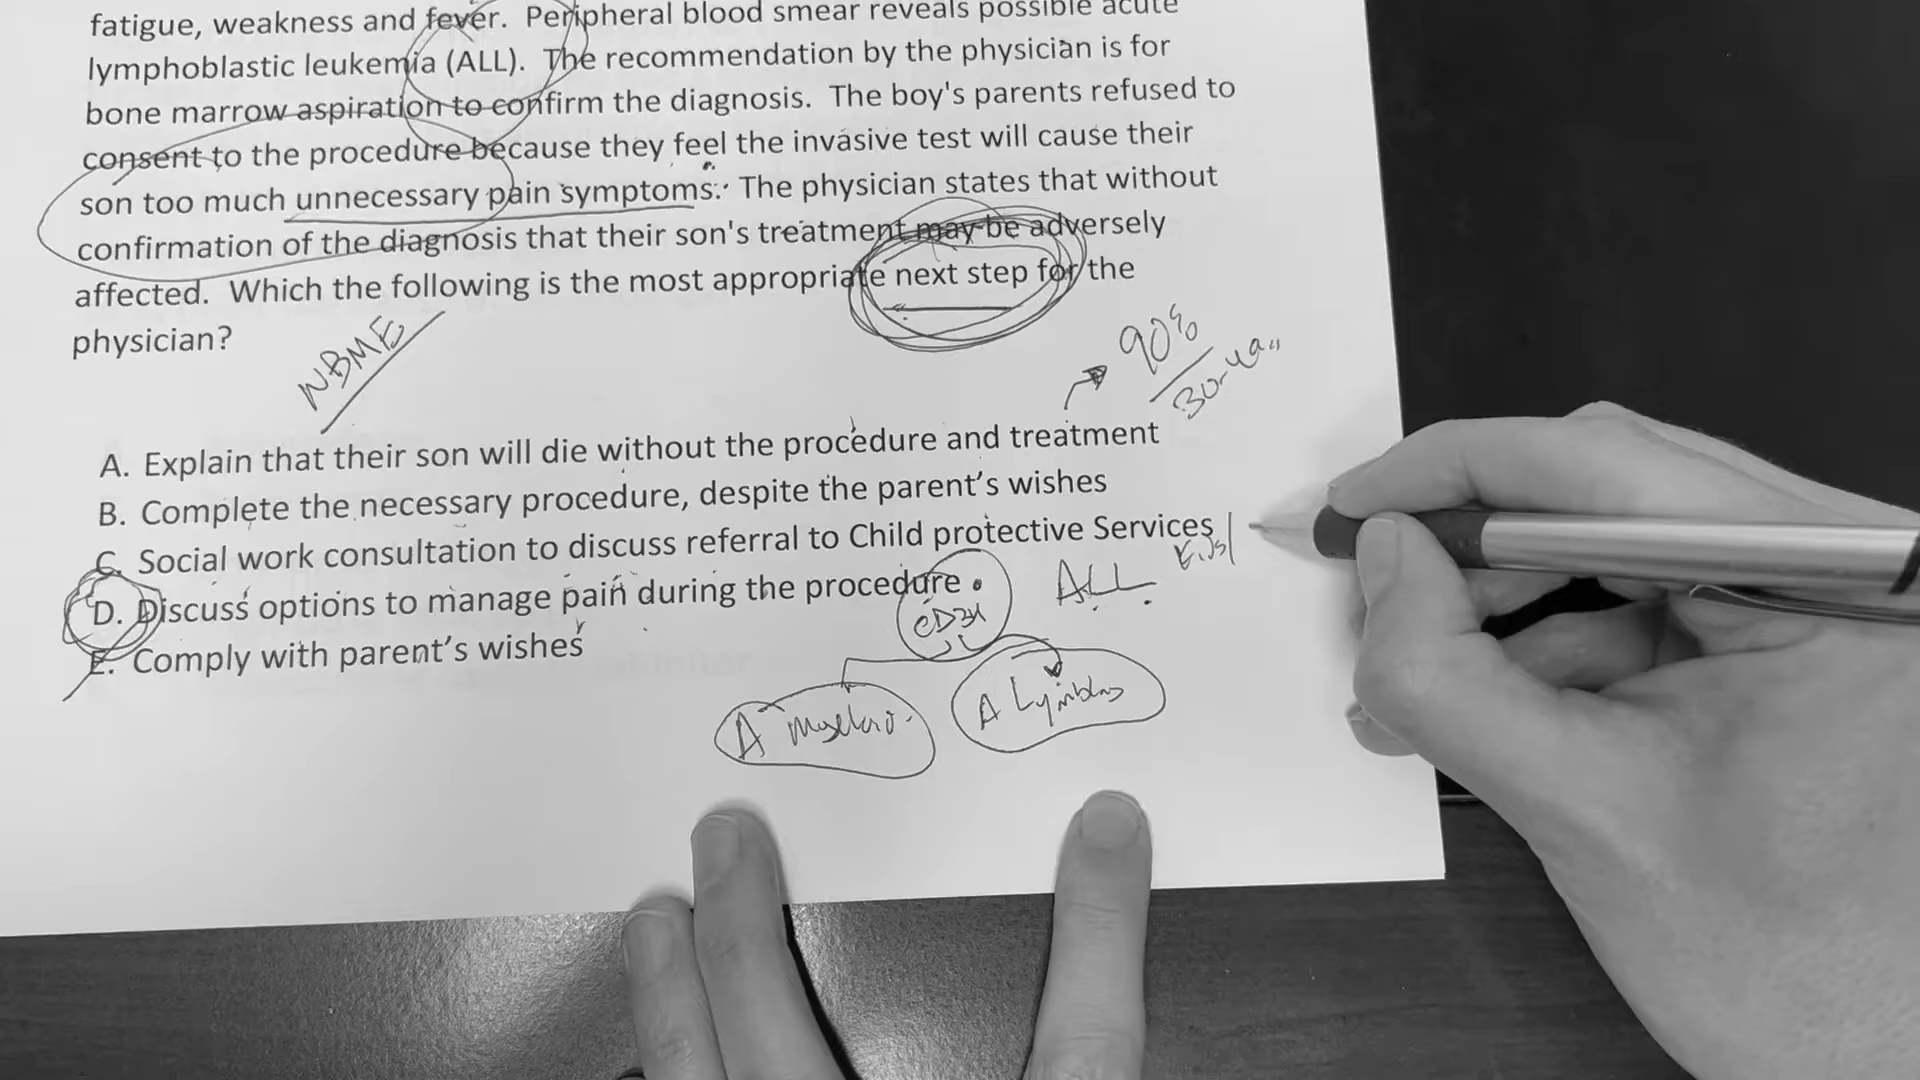 fatigue, weakness and fever. Peripheral blood smear reveals possible acute
lymphoblastic leukemia (ALL). The recommendation by the physician is for
bone marrow aspiration to confirm the diagnosis. The boy's parents refused to
consent to the procedure because they feel the invasive test will cause their
son too much unnecessary pain symptoms. The physician states that without
confirmation of the diagnosis that their son's treatment may be adversely
affected. Which the following is the most appropriate next step for the
physician?
NBME
90%
A. Explain that their son will die without the procedure and treatment
B. Complete the necessary procedure, despite the parent's wishes
C. Social work consultation to discuss referral to Child protective Services
D. Discuss options to manage pain during the procedure
E. Comply with parent's wishes
ALL
CD34
A
A